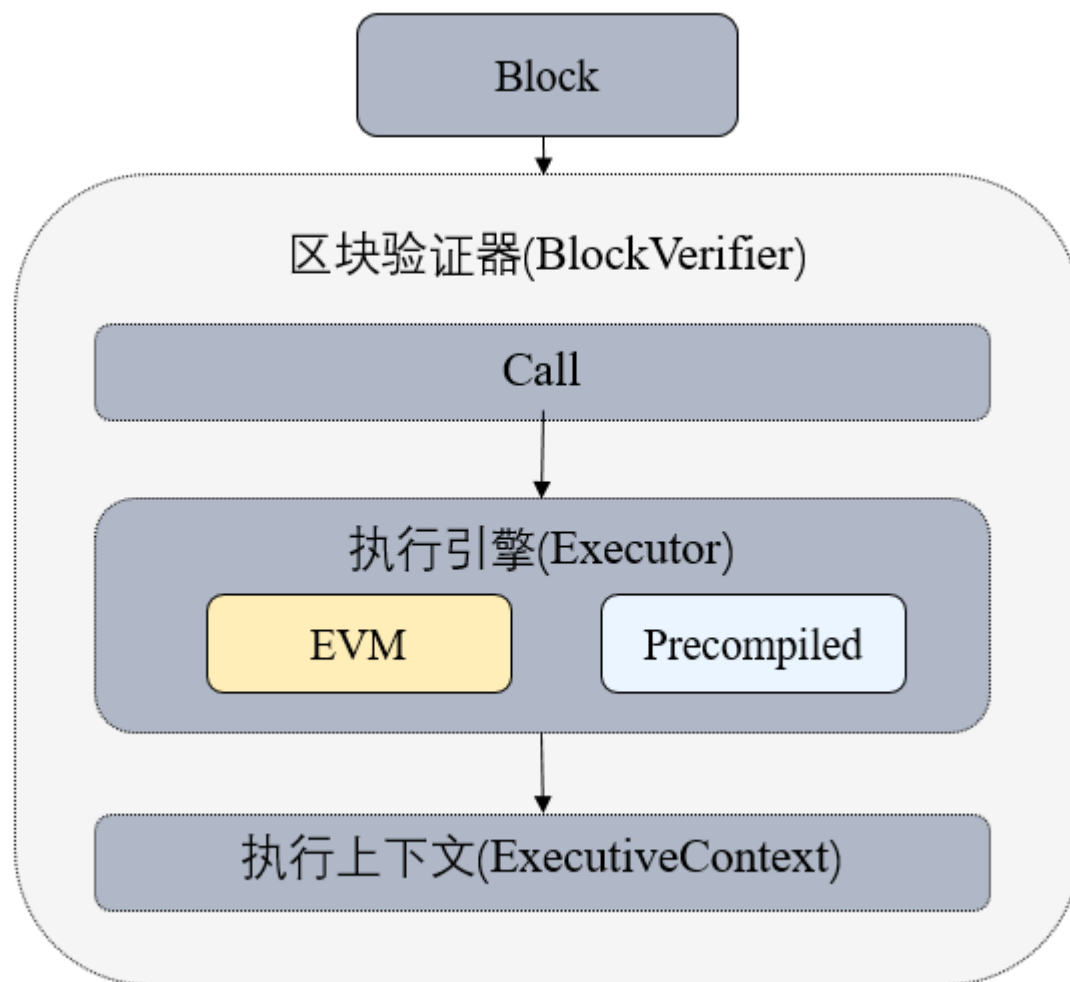 Block
区块验证器(BlockVerifier)
Call
执行引擎(Executor)
EVM
Precompiled
执行上下文(ExecutiveContext)